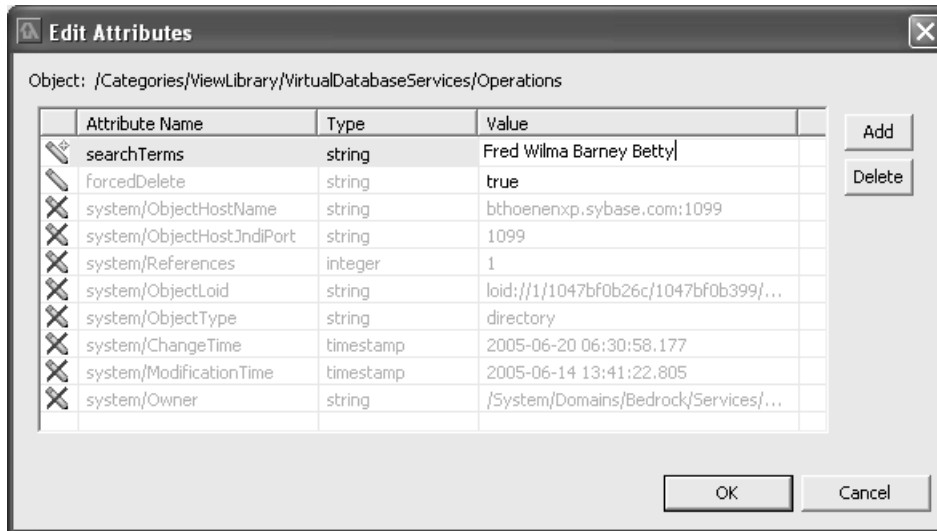 Edit Attributes
Object: /Categories/ViewLibrary/VirtualDatabaseServices/Operations
Attribute Name Type Value
searchTerms string Fred Wilma Barney Betty
forcedDelete string true
system/ObjectHostName string bthoenenxp.sybase.com:1099
system/ObjectHostJndiPort string 1099
system/References integer 1
system/ObjectLoid string loid://1/1047bf0b26c/1047bf0b399/...
system/ObjectType string directory
system/ChangeTime timestamp 2005-06-20 06:30:58.177
system/ModificationTime timestamp 2005-06-14 13:41:22.805
system/Owner string /System/Domains/Bedrock/Services/...
Add
Delete
OK Cancel